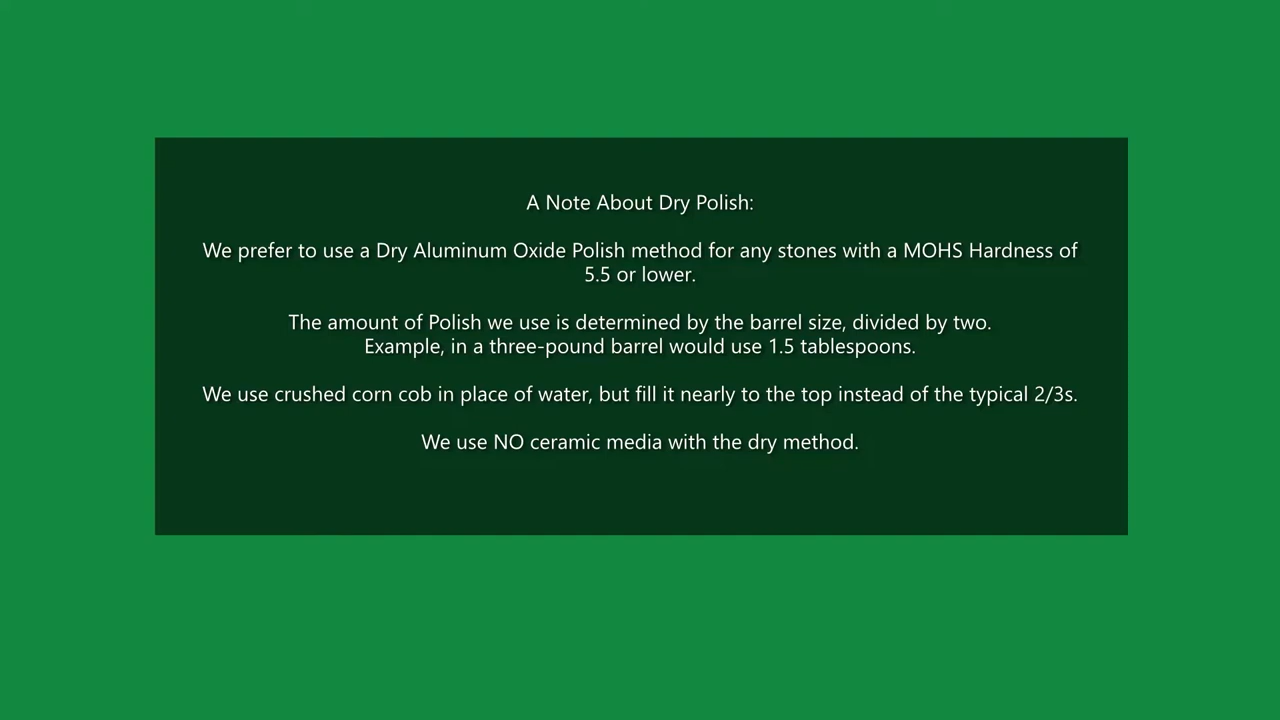 A Note About Dry Polish:
We prefer to use a Dry Aluminum Oxide Polish method for any stones with a MOHS Hardness of
5.5 or lower.
The amount of Polish we use is determined by the barrel size, divided by two.
Example, in a three-pound barrel would use 1.5 tablespoons.
We use crushed corn cob in place of water, but fill it nearly to the top instead of the typical 2/3s.
We use NO ceramic media with the dry method.